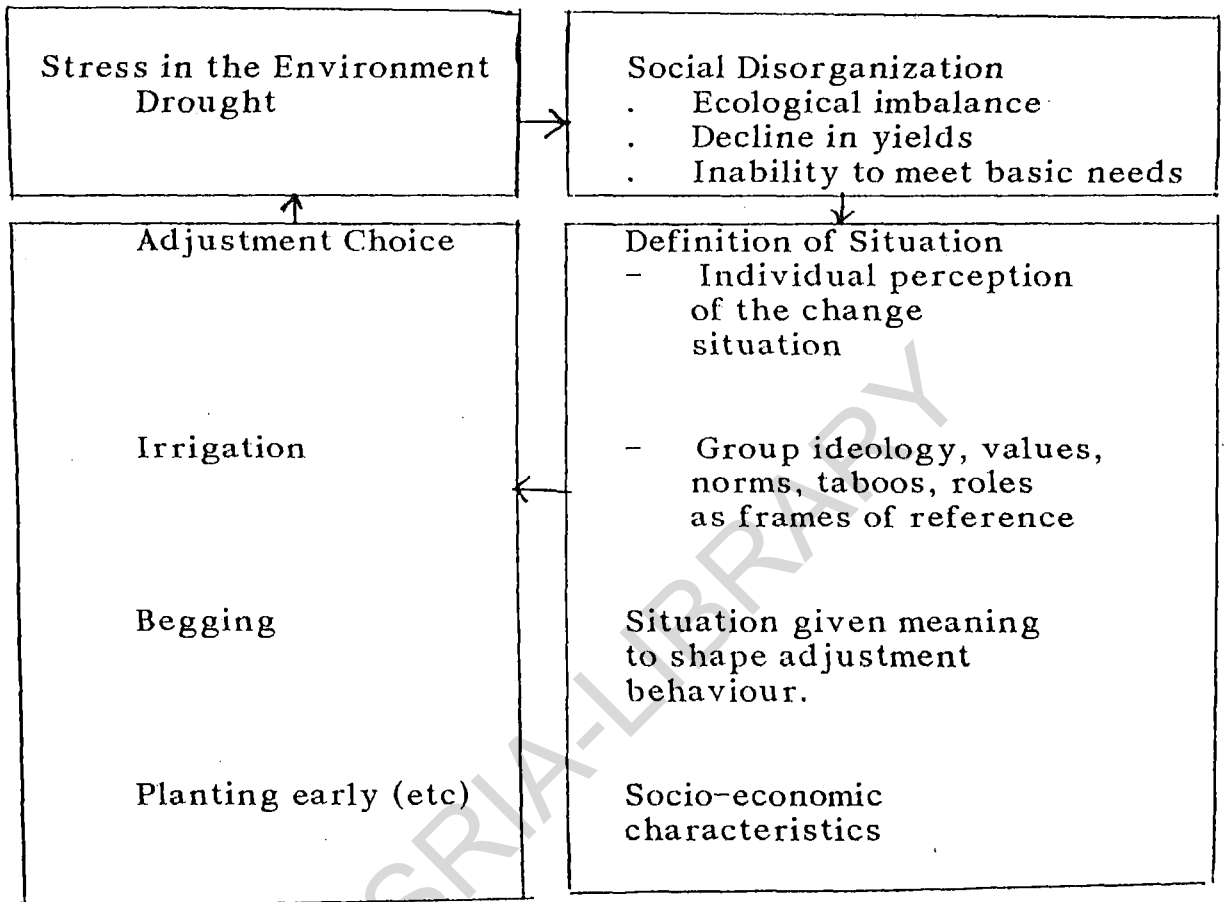 Stress in the Environment
Drought
Social Disorganization
. Ecological imbalance
. Decline in yields
. Inability to meet basic needs
Adjustment Choice
Irrigation
Begging
Planting early (etc)
Definition of Situation
- Individual perception
of the change
situation
- Group ideology, values,
norms, taboos, roles
as frames of reference
Situation given meaning
to shape adjustment
behaviour.
Socio-economic
characteristics
SRIA-LIBRARY